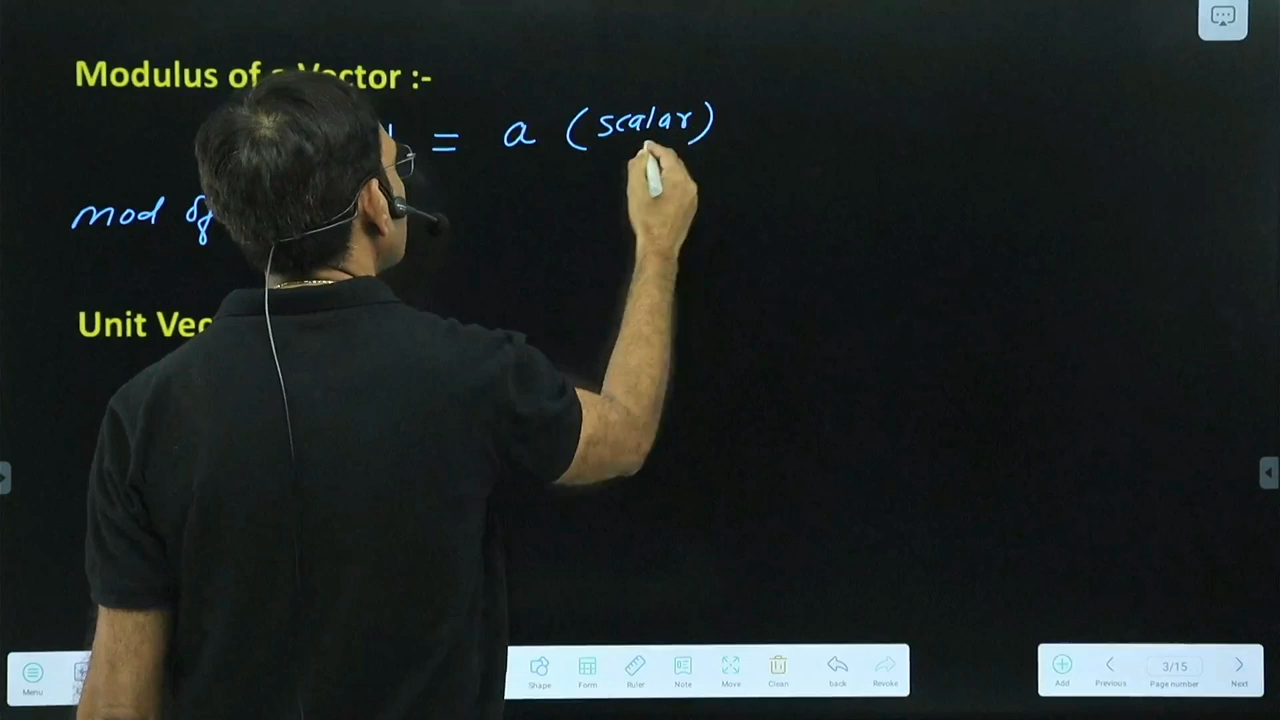 Modulus of a Vector :-
= a (scalar)
mod of
Unit
Menu
Shape
Form
Ruler
Note
Move
Clean
back
Revoke
Add
Previous
3/15
Page number
Next